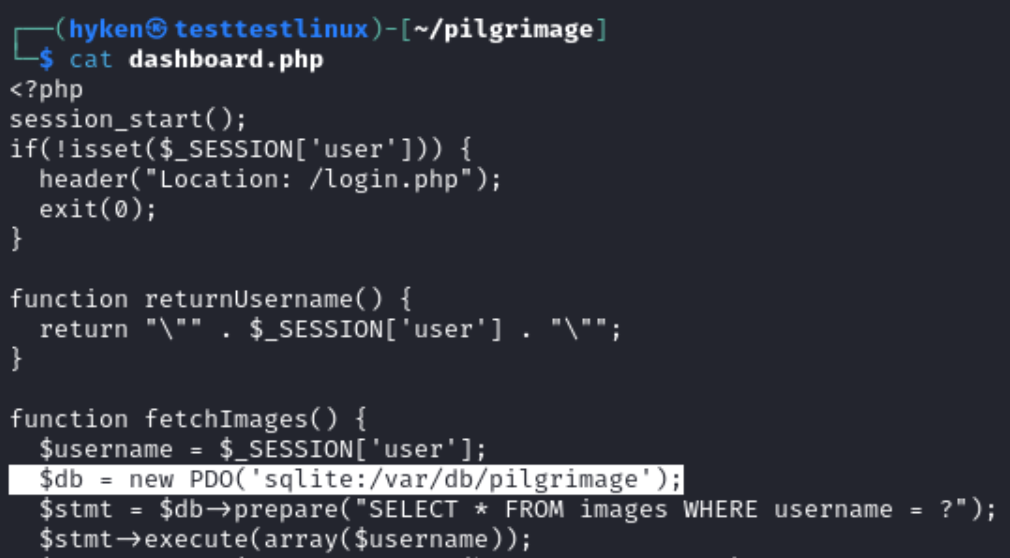 ┌──(hyken㉿testtestlinux)-[~/pilgrimage]
└─$ cat dashboard.php
<?php
session_start();
if(!isset($_SESSION['user'])) {
  header("Location: /login.php");
  exit(0);
}

function returnUsername() {
  return "\"" . $_SESSION['user'] . "\"";
}

function fetchImages() {
  $username = $_SESSION['user'];
  $db = new PDO('sqlite:/var/db/pilgrimage');
  $stmt = $db->prepare("SELECT * FROM images WHERE username = ?");
  $stmt->execute(array($username));